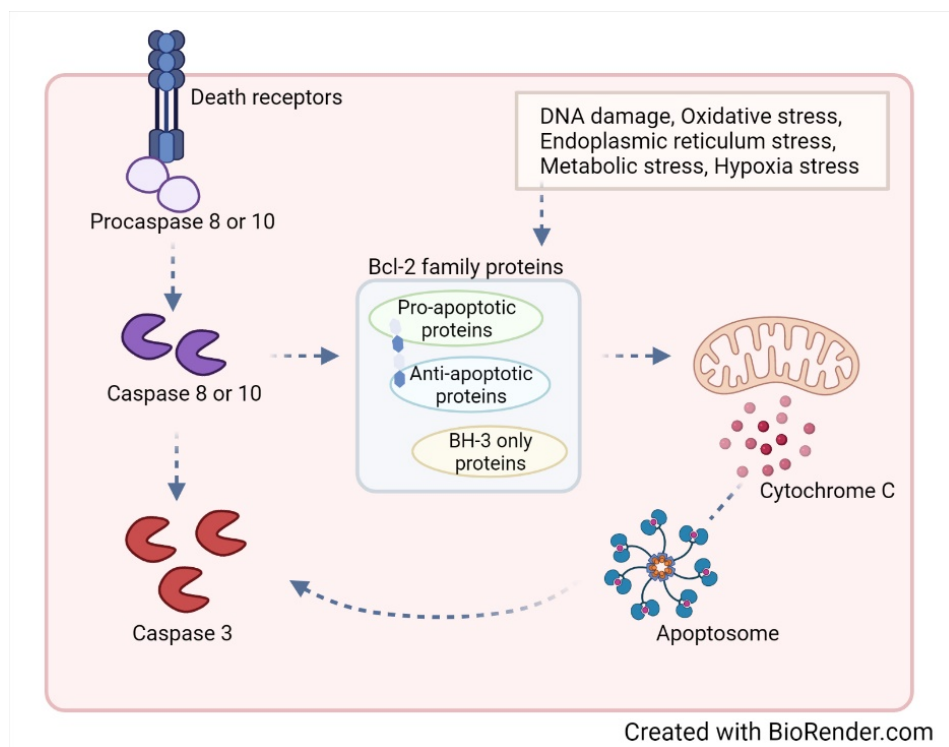 Death receptors
DNA damage, Oxidative stress,
Endoplasmic reticulum stress,
Metabolic stress, Hypoxia stress
Procaspase 8 or 10
Bcl-2 family proteins
Pro-apoptotic
proteins
Anti-apoptotic
proteins
BH-3 only
proteins
Caspase 8 or 10
Cytochrome C
Caspase 3
Apoptosome
Created with BioRender.com